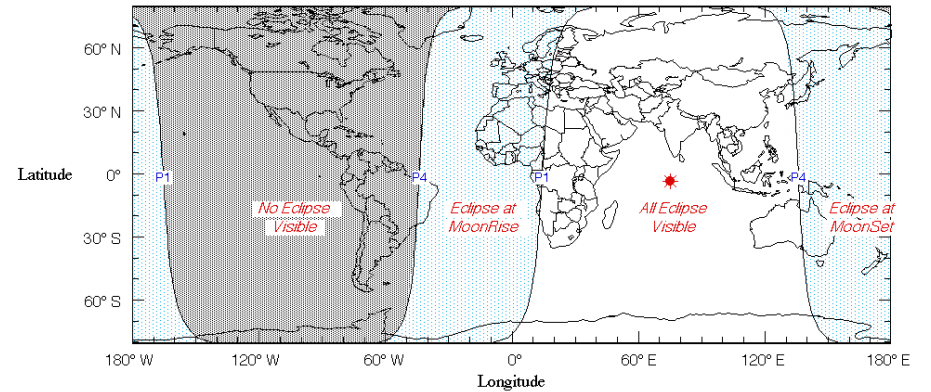 60° N
30° N
Latitude
0°
P1
P4
P1
P4
No Eclipse
Visible
Eclipse at
MoonRise
All Eclipse
Visible
Eclipse at
MoonSet
30° S
60° S
180° W
120° W
60° W
0°
60° E
120° E
180° E
Longitude